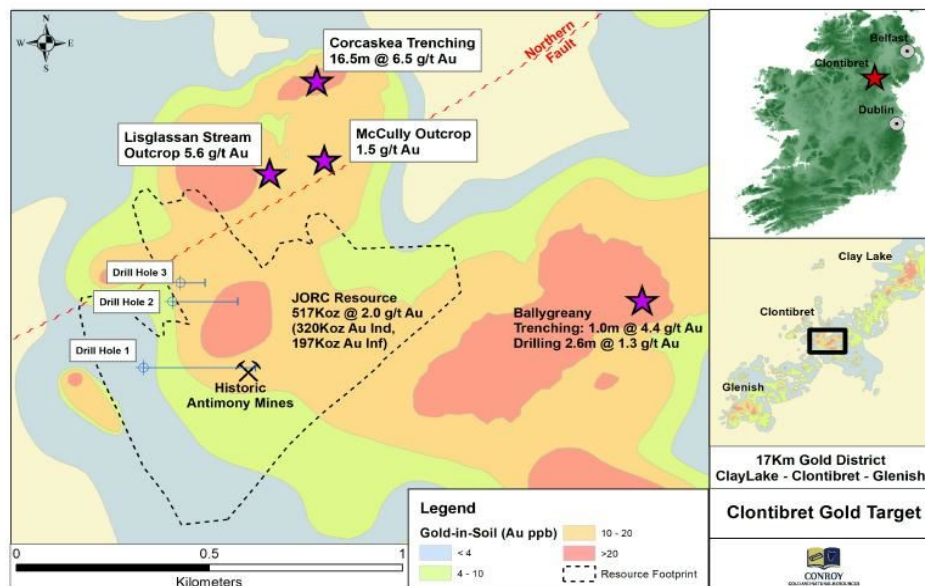 N
W
E
S
Corcaskea Trenching
16.5m @ 6.5 g/t Au
Northern
Fault
Lisglassan Stream
Outcrop 5.6 g/t Au
McCully Outcrop
1.5 g/t Au
Drill Hole 3
Drill Hole 2
Drill Hole 1
JORC Resource
517Koz @ 2.0 g/t Au
(320Koz Au Ind,
197Koz Au Inf)
Ballygreany
Trenching: 1.0m @ 4.4 g/t Au
Drilling 2.6m @ 1.3 g/t Au
Historic
Antimony Mines
0
0.5
1
Kilometers
Legend
Gold-in-Soil (Au ppb)
< 4
4 - 10
10 - 20
>20
Resource Footprint
Belfast
Clontibret
Dublin
Clay Lake
Clontibret
Glenish
17Km Gold District
ClayLake - Clontibret - Glenish
Clontibret Gold Target
CONROY
GOLD AND NATURAL RESOURCES